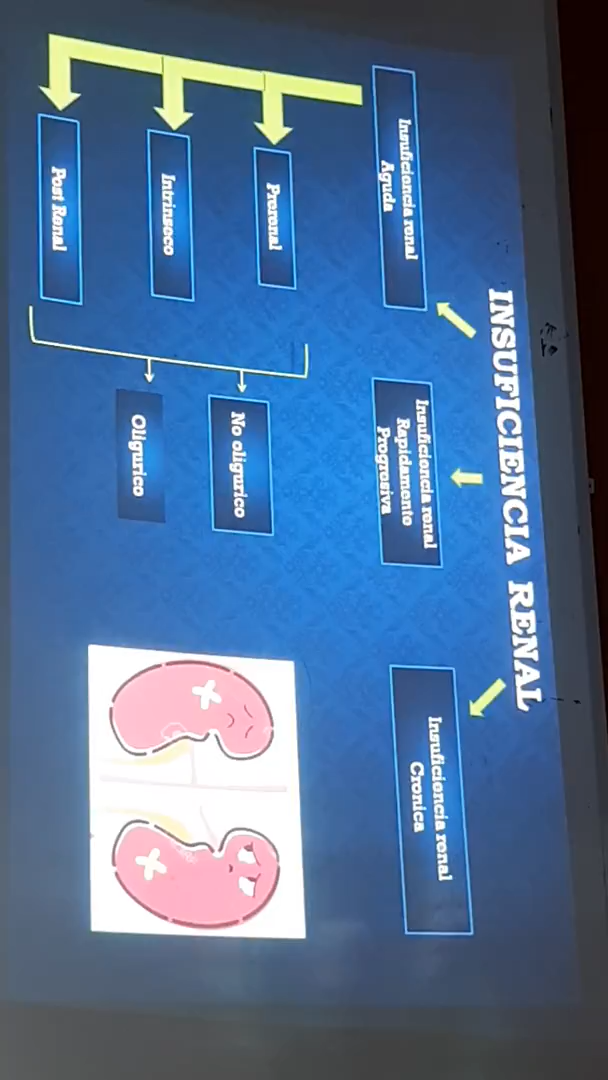 INSUFICIENCIA RENAL
Insuficiencia renal
Aguda
Insuficiencia renal
Rapidamente
Progresiva
Insuficiencia renal
Cronica
Prerenal
Intrinseco
Post Renal
No oligurico
Oligurico